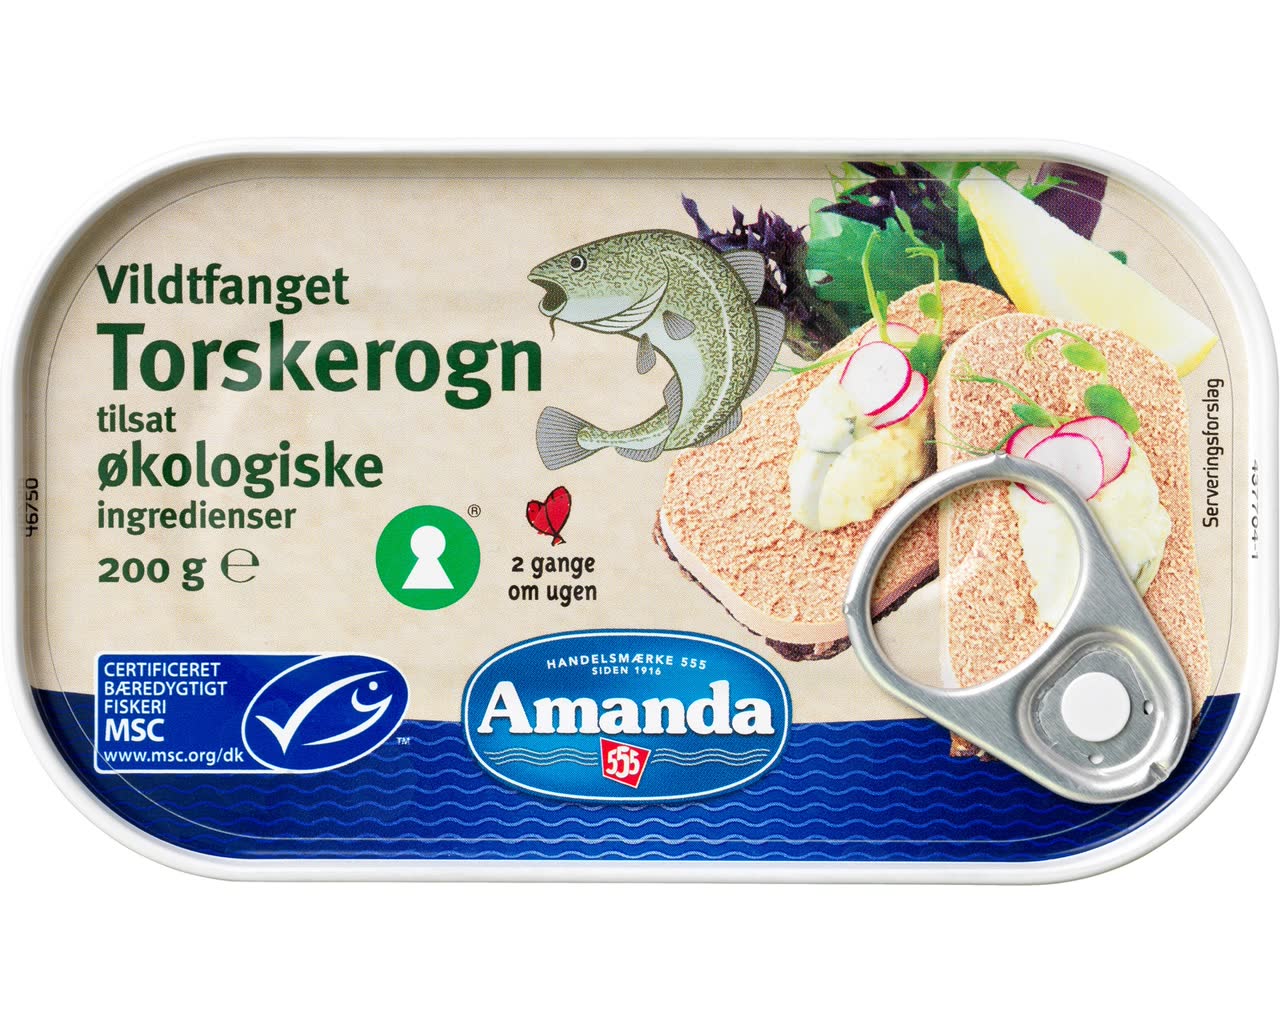 Vildtfanget
Torskerogn
tilsat
økologiske
ingredienser
200 g ℮
®
2 gange
om ugen
CERTIFICERET
BÆREDYGTIGT
FISKERI
MSC
www.msc.org/dk
™
HANDELSMÆRKE 555
SIDEN 1916
Amanda
555
Serveringsforslag
46750